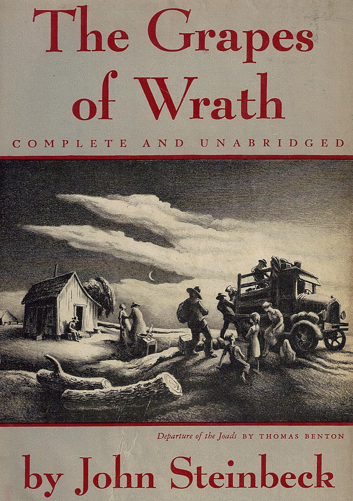 The Grapes
of Wrath
COMPLETE AND UNABRIDGED
Departure of the Joads BY THOMAS BENTON
by John Steinbeck